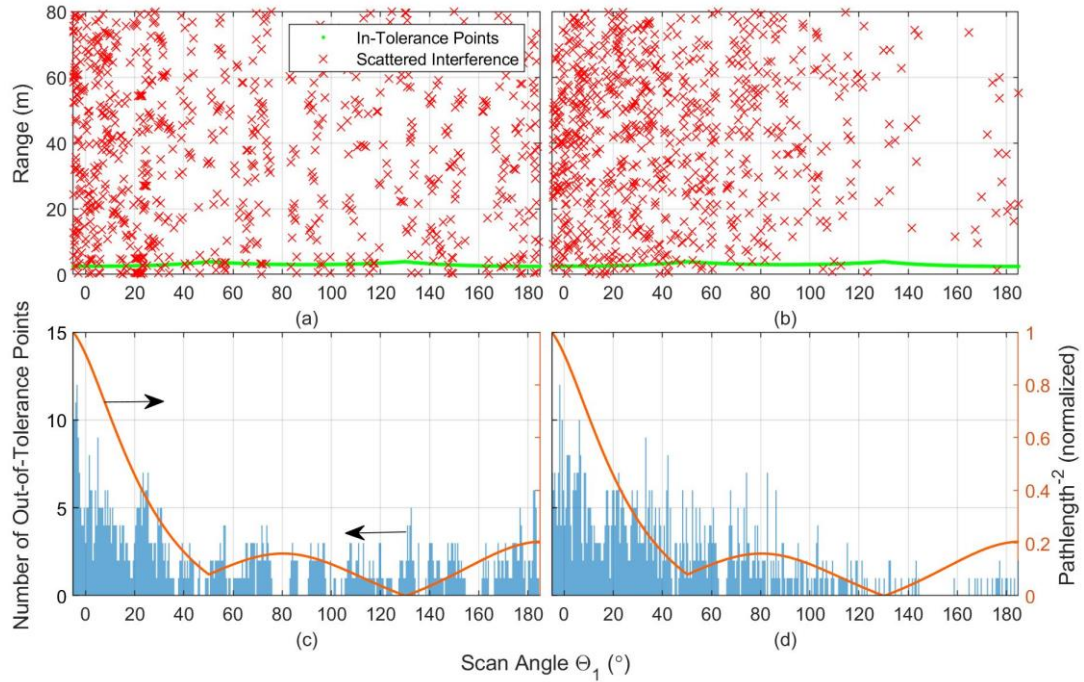 80
60
40
20
0
Range (m)
In-Tolerance Points
Scattered Interference
0 20 40 60 80 100 120 140 160 180
(a)
0 20 40 60 80 100 120 140 160 180
(b)
15
10
5
0
Number of Out-of-Tolerance Points
0 20 40 60 80 100 120 140 160 180
(c)
1
0.8
0.6
0.4
0.2
0
Pathlength⁻² (normalized)
0 20 40 60 80 100 120 140 160 180
(d)
Scan Angle Θ₁ (°)